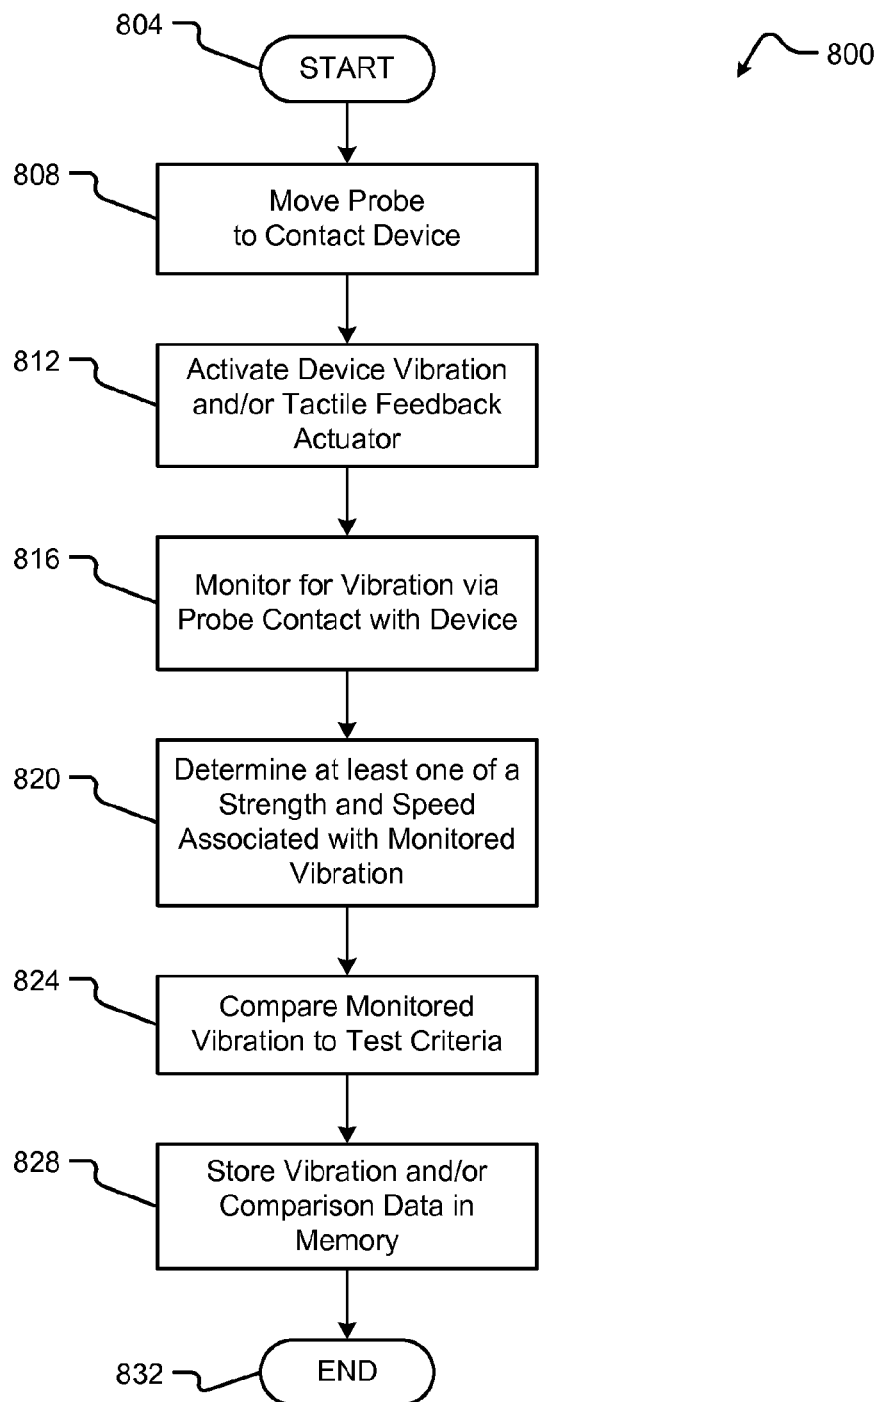 804
START
800
808
Move Probe
to Contact Device
812
Activate Device Vibration
and/or Tactile Feedback
Actuator
816
Monitor for Vibration via
Probe Contact with Device
820
Determine at least one of a
Strength and Speed
Associated with Monitored
Vibration
824
Compare Monitored
Vibration to Test Criteria
828
Store Vibration and/or
Comparison Data in
Memory
832
END